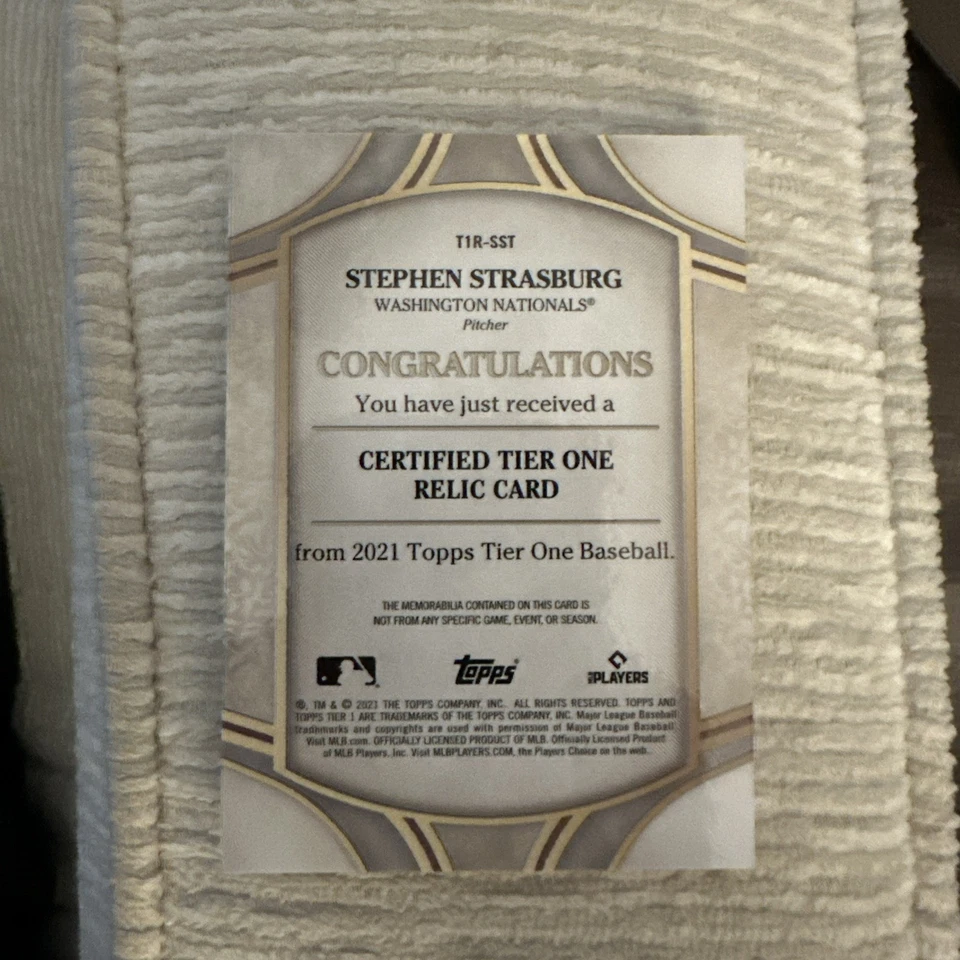 T1R-SST
STEPHEN STRASBURG
WASHINGTON NATIONALS®
Pitcher
CONGRATULATIONS
You have just received a
CERTIFIED TIER ONE
RELIC CARD
from 2021 Topps Tier One Baseball.
THE MEMORABILIA CONTAINED ON THIS CARD IS
NOT FROM ANY SPECIFIC GAME, EVENT, OR SEASON.
topps®
PLAYERS
®, TM & © 2021 THE TOPPS COMPANY, INC. ALL RIGHTS RESERVED. TOPPS AND
TOPPS TIER 1 ARE TRADEMARKS OF THE TOPPS COMPANY, INC. Major League Baseball
trademarks and copyrights are used with permission of Major League Baseball.
Visit MLB.com. OFFICIALLY LICENSED PRODUCT OF MLB. Officially Licensed Product
of MLB Players, Inc. Visit MLBPLAYERS.COM, the Players Choice on the web.